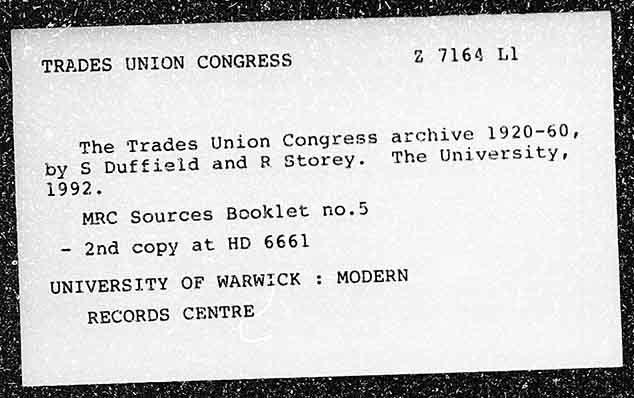 TRADES UNION CONGRESS Z 7164 L1
The Trades Union Congress archive 1920-60,
by S Duffield and R Storey. The University,
1992.
MRC Sources Booklet no.5
- 2nd copy at HD 6661
UNIVERSITY OF WARWICK : MODERN
RECORDS CENTRE